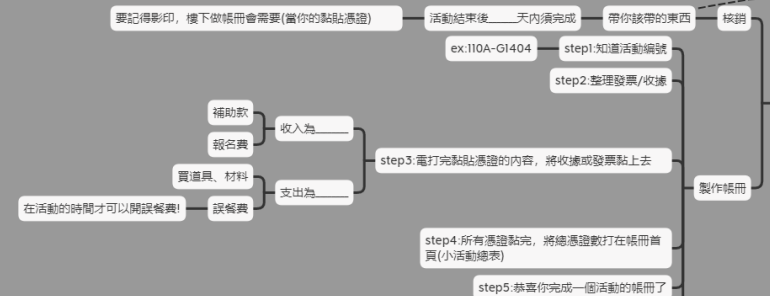 核銷
帶你該帶的東西
活動結束後_____天內須完成
要記得影印，樓下做帳冊會需要(當你的黏貼憑證)
製作帳冊
step1:知道活動編號
ex:110A-G1404
step2:整理發票/收據
step3:電打完黏貼憑證的內容，將收據或發票黏上去
收入為_____
補助款
報名費
支出為_____
買道具、材料
誤餐費
在活動的時間才可以開誤餐費!
step4:所有憑證黏完，將總憑證數打在帳冊首
頁(小活動總表)
step5:恭喜你完成一個活動的帳冊了